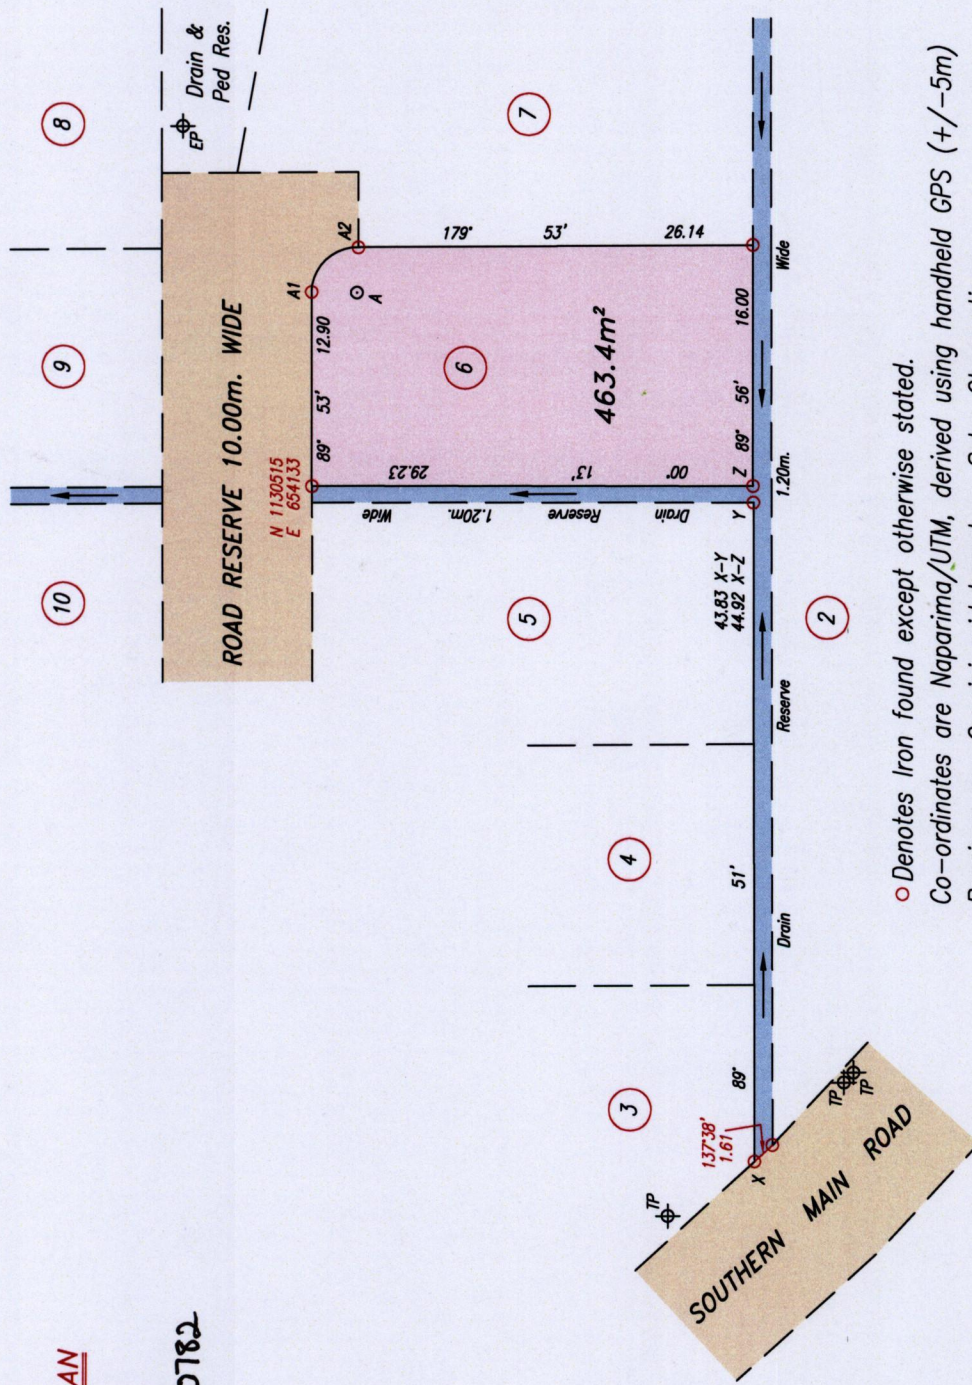 8
EP
Drain &
Ped Res.
7
9
ROAD RESERVE 10.00m. WIDE
10
N 1130515
E 654133
89° 53' 12.90
A1
A2
A
179° 53' 26.14
6
463.4m²
00° 13' 29.23
Drain Reserve 1.20m. Wide
89° 56' 16.00
1.20m. Wide
Y
Z
5
43.83 X-Y
44.92 X-Z
2
4
3
89° 51'
Drain Reserve
137°38'
1.61
X
TP
TP
TP
SOUTHERN MAIN ROAD
AN
0782
Denotes Iron found except otherwise stated.
Co-ordinates are Naparima/UTM, derived using handheld GPS (+/-5m)